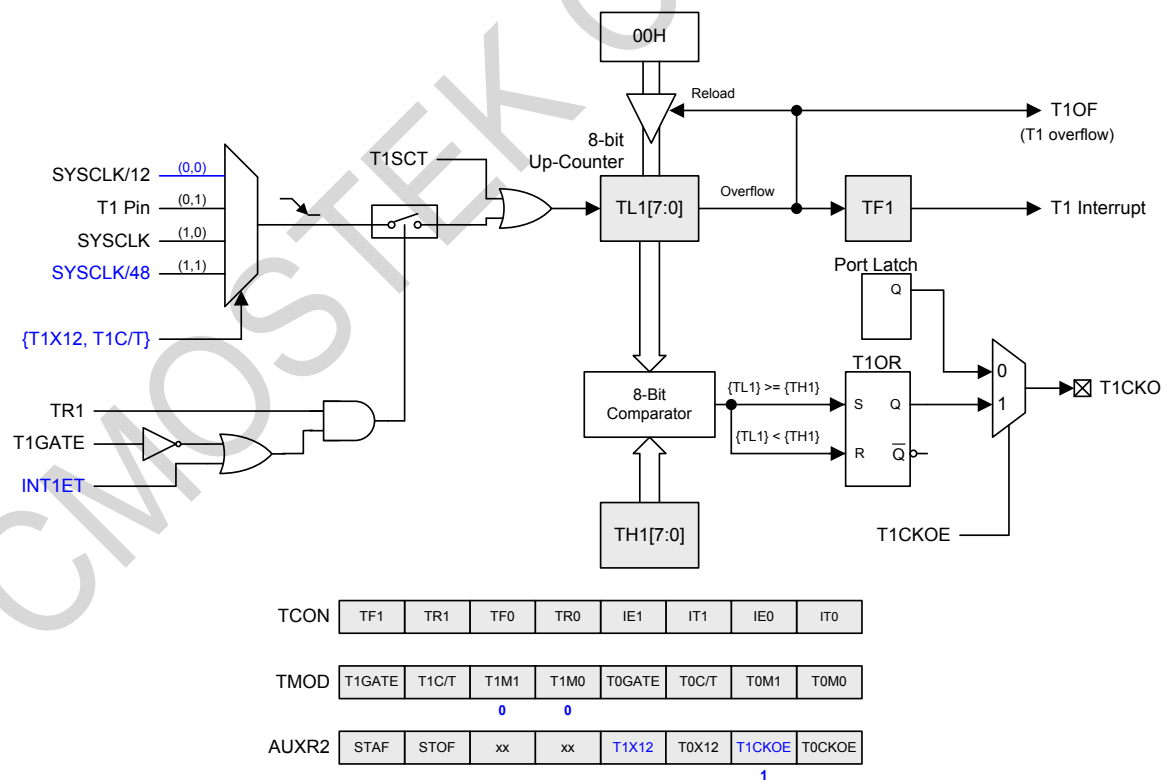 00H
Reload
T1OF
(T1 overflow)
8-bit
Up-Counter
T1SCT
SYSCLK/12
(0,0)
T1 Pin
(0,1)
SYSCLK
(1,0)
SYSCLK/48
(1,1)
TL1[7:0]
Overflow
TF1
T1 Interrupt
Port Latch
Q
{T1X12, T1C/T}
T1OR
8-Bit
Comparator
{TL1} >= {TH1}
{TL1} < {TH1}
S Q
R Q
0
1
T1CKO
TR1
T1GATE
INT1ET
TH1[7:0]
T1CKOE
TCON TF1 TR1 TF0 TR0 IE1 IT1 IE0 IT0
TMOD T1GATE T1C/T T1M1 T1M0 T0GATE T0C/T T0M1 T0M0
0 0
AUXR2 STAF STOF xx xx T1X12 T0X12 T1CKOE T0CKOE
1
CMOSTEK